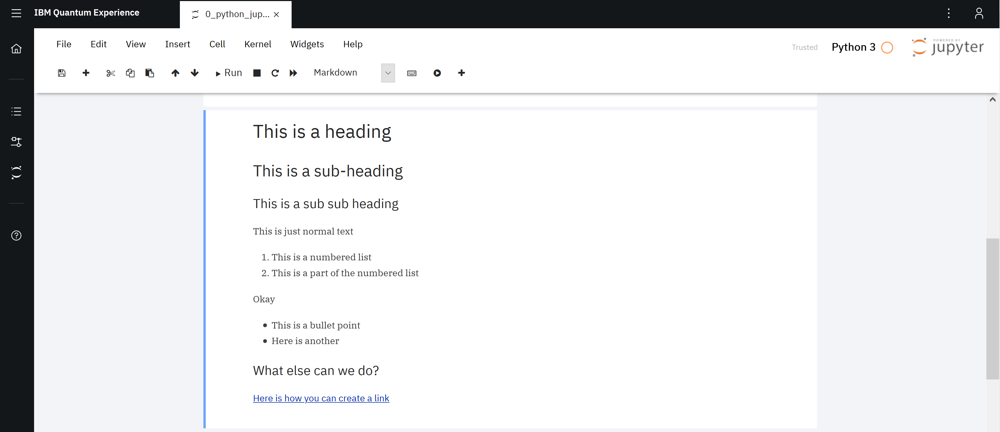 IBM Quantum Experience
0_python_jup...
File Edit View Insert Cell Kernel Widgets Help
Trusted Python 3
POWERED BY
jupyter
Run Markdown
This is a heading
This is a sub-heading
This is a sub sub heading
This is just normal text
1. This is a numbered list
2. This is a part of the numbered list
Okay
• This is a bullet point
• Here is another
What else can we do?
Here is how you can create a link